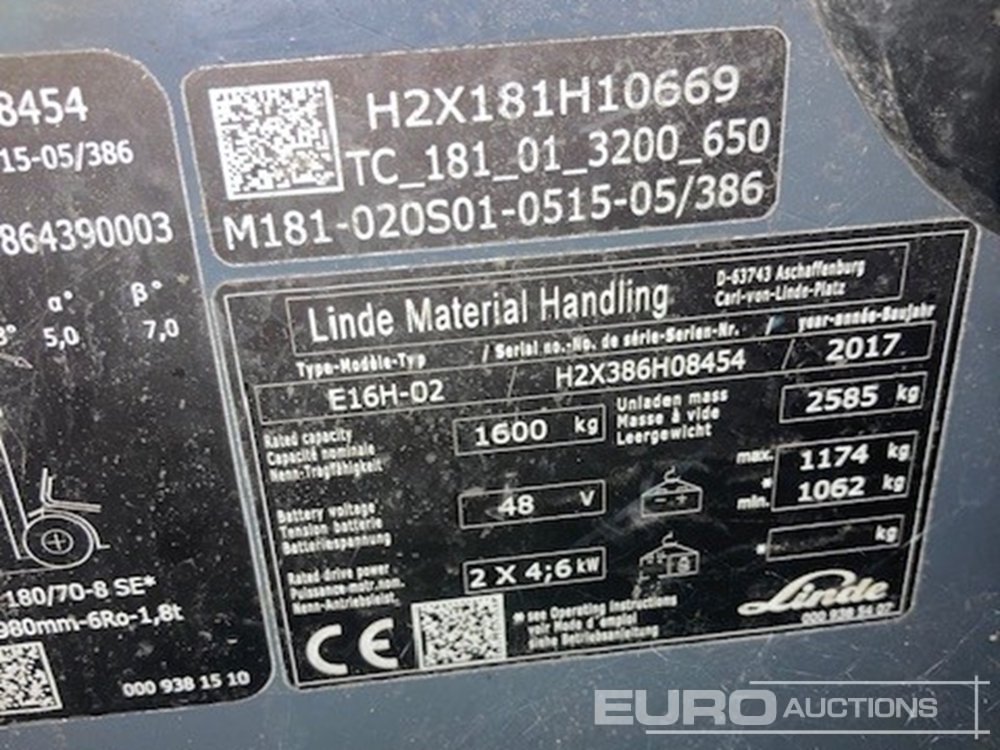 8454
15-05/386
864390003
α° β°
3° 5,0 7,0
180/70-8 SE*
980mm-6Ro-1,8t
000 938 15 10
H2X181H10669
TC_181_01_3200_650
M181-020S01-0515-05/386
Linde Material Handling
D-63743 Aschaffenburg
Carl-von-Linde-Platz
Type-Modèle-Typ / Serial no.-No. de série-Serien-Nr. / year-année-Baujahr
E16H-02 H2X386H08454 2017
Rated capacity
Capacité nominale
Nenn-Tragfähigkeit
1600 kg
Unladen mass
Masse à vide
Leergewicht
2585 kg
Battery voltage
Tension batterie
Batteriespannung
48 V
max. 1174 kg
* min. 1062 kg
Rated drive power
Puissance-motr.nom.
Nenn-Antriebsleist.
2 X 4;6 kW
* kg
CE
* see Operating Instructions
voir Mode d'emploi
siehe Betriebsanleitung
Linde
000 938 54 07
EURO AUCTIONS